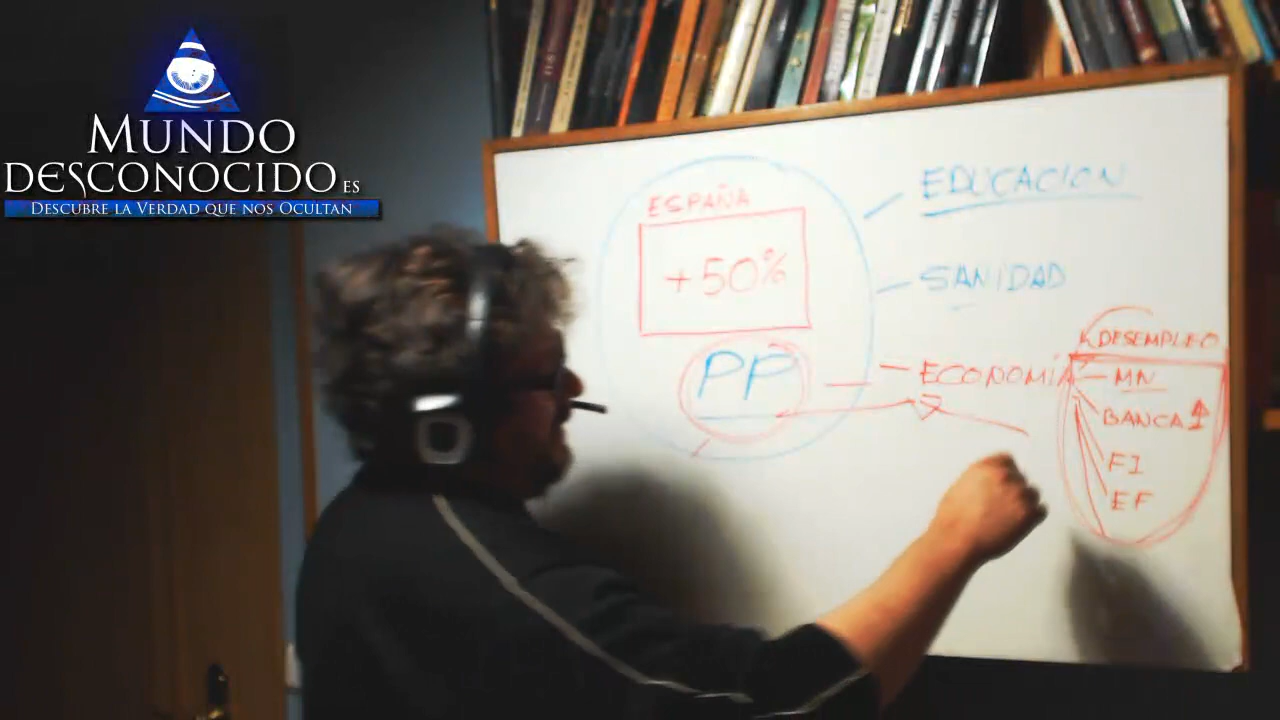 MUNDO
DESCONOCIDO ES
DESCUBRE LA VERDAD QUE NOS OCULTAN
ESPAÑA
+50%
PP
EDUCACION
SANIDAD
ECONOMIA
DESEMPLEO
MN
BANCA
FI
EF